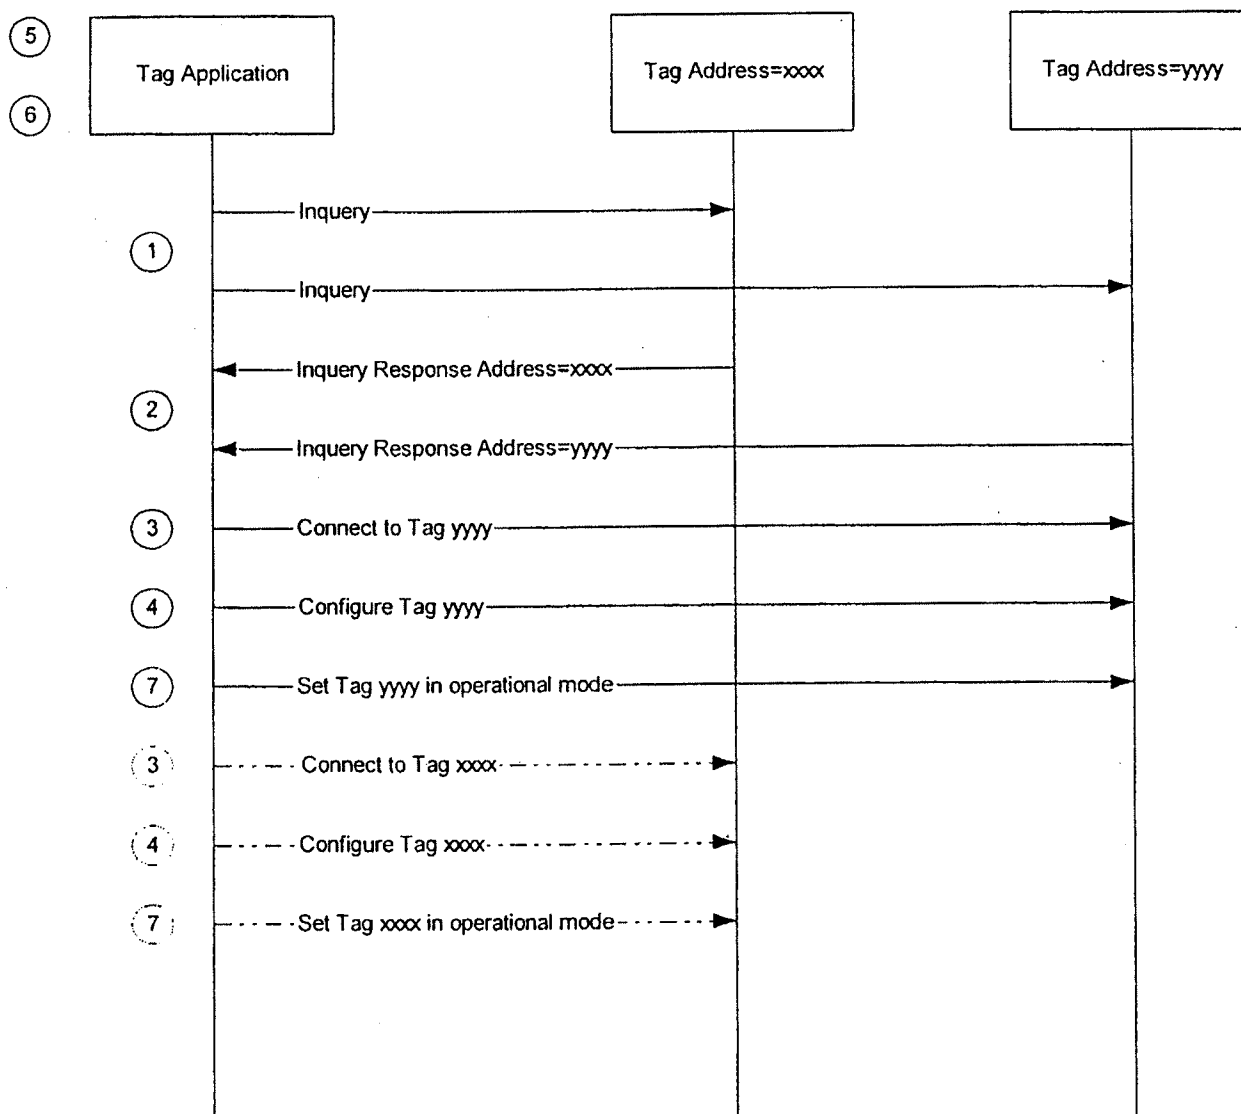 5
6
Tag Application
Tag Address=xxxx
Tag Address=yyyy
Inquery
1
Inquery
Inquery Response Address=xxxx
2
Inquery Response Address=yyyy
3
Connect to Tag yyyy
4
Configure Tag yyyy
7
Set Tag yyyy in operational mode
3
Connect to Tag xxxx
4
Configure Tag xxxx
7
Set Tag xxxx in operational mode